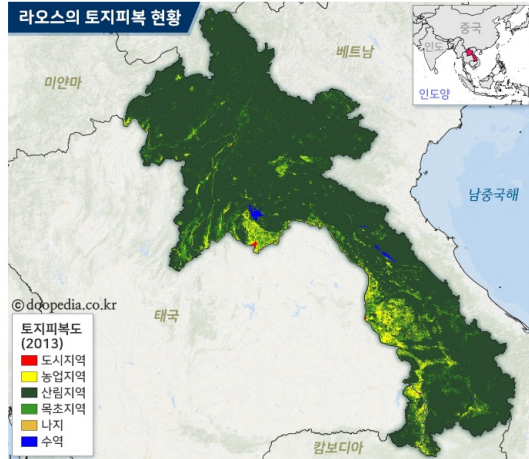 라오스의 토지피복 현황
중국
인도
인도양
베트남
미얀마
남중국해
ⓒ doopedia.co.kr
태국
토지피복도
(2013)
도시지역
농업지역
산림지역
목초지역
나지
수역
캄보디아